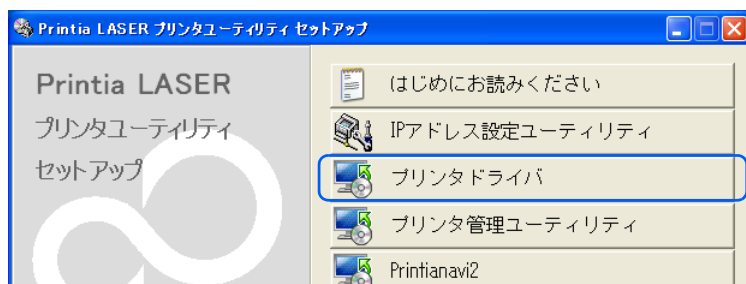 Printia LASER プリンタユーティリティ セットアップ
Printia LASER
プリンタユーティリティ
セットアップ
はじめにお読みください
IPアドレス設定ユーティリティ
プリンタドライバ
プリンタ管理ユーティリティ
Printianavi2